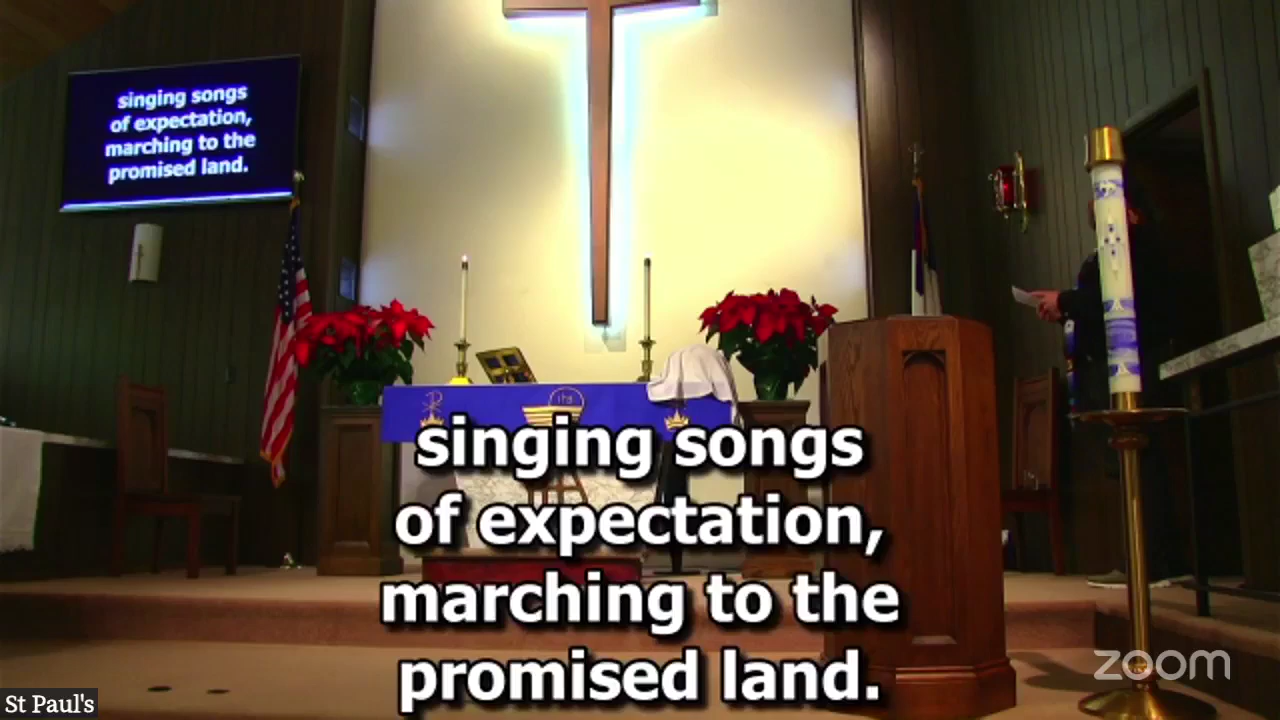 singing songs
of expectation,
marching to the
promised land.
ihs
singing songs
of expectation,
marching to the
promised land.
zoom
St Paul's